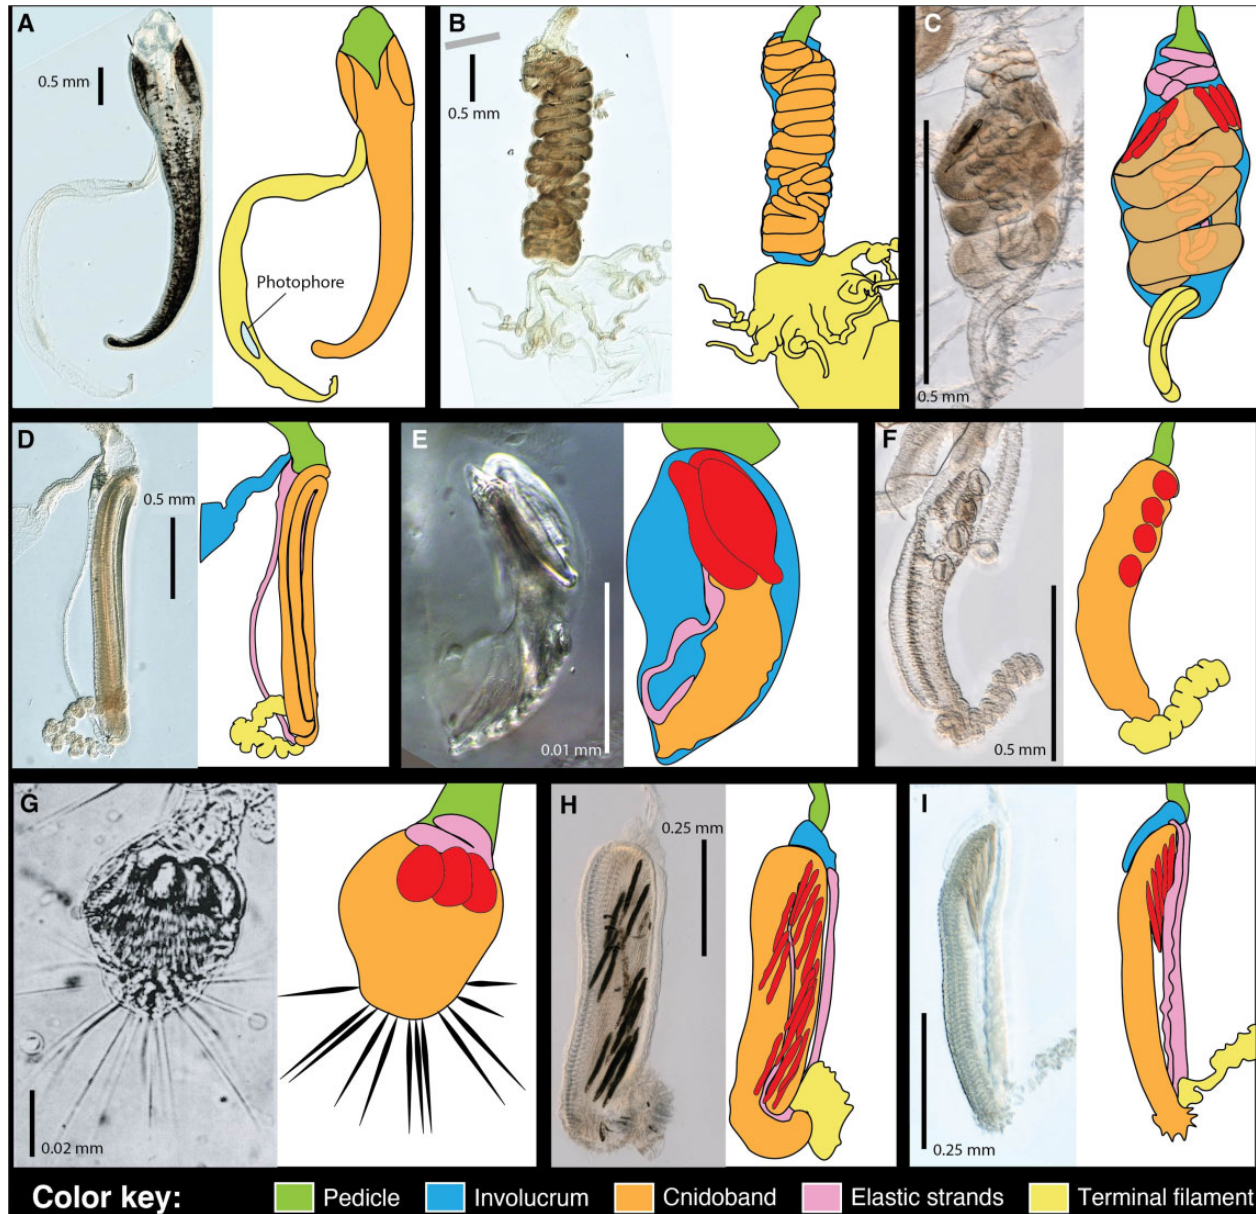 A
0.5 mm
Photophore
B
0.5 mm
C
0.5 mm
D
0.5 mm
E
0.01 mm
F
0.5 mm
G
0.02 mm
H
0.25 mm
I
0.25 mm
Color key: Pedicle Involucrum Cnidoband Elastic strands Terminal filament